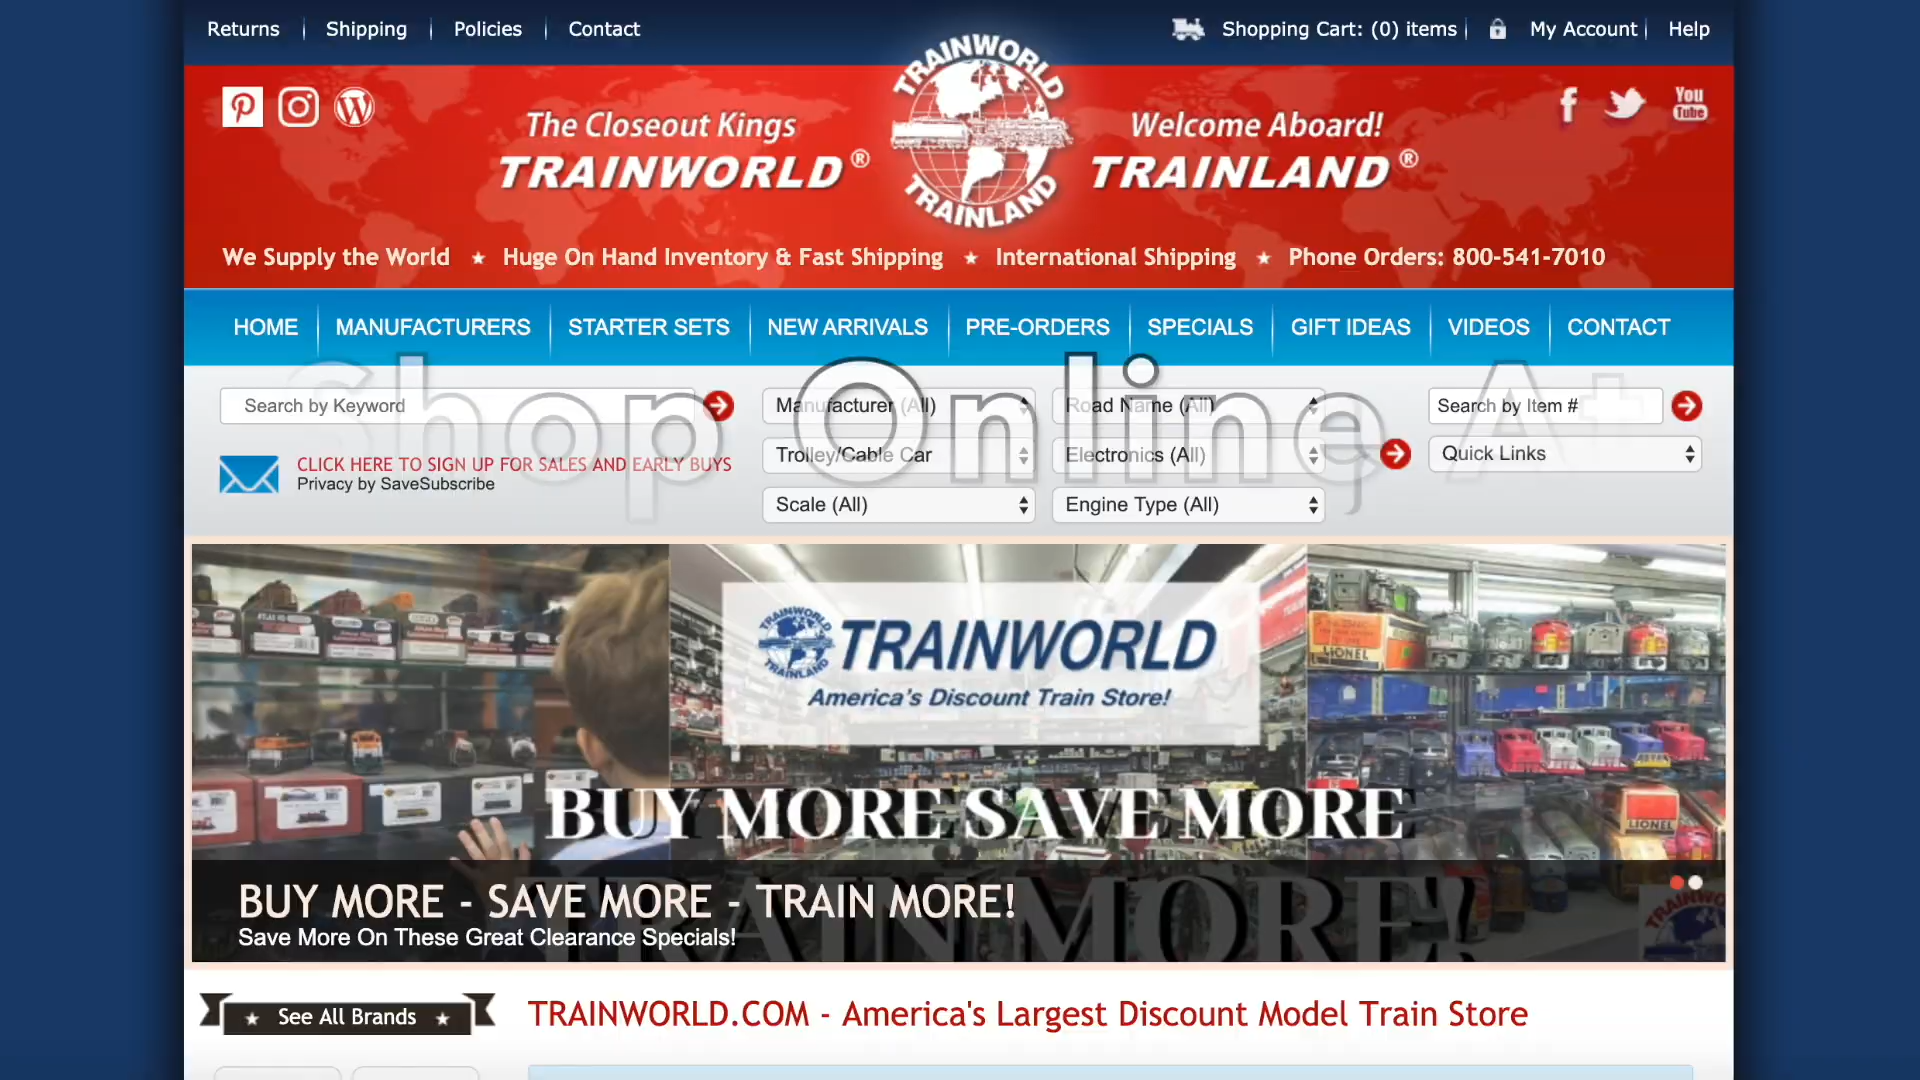 Returns
Shipping
Policies
Contact
Shopping Cart: (0) items
My Account
Help
TRAINWORLD
TRAINLAND
The Closeout Kings
TRAINWORLD®
Welcome Aboard!
TRAINLAND®
You
Tube
We Supply the World ★ Huge On Hand Inventory & Fast Shipping ★ International Shipping ★ Phone Orders: 800-541-7010
HOME
MANUFACTURERS
STARTER SETS
NEW ARRIVALS
PRE-ORDERS
SPECIALS
GIFT IDEAS
VIDEOS
CONTACT
Shop Online At
Search by Keyword
Manufacturer (All)
Road Name (All)
Search by Item #
CLICK HERE TO SIGN UP FOR SALES AND EARLY BUYS
Privacy by SaveSubscribe
Trolley/Cable Car
Electronics (All)
Quick Links
Scale (All)
Engine Type (All)
TRAINWORLD
TRAINLAND
TRAINWORLD
America's Discount Train Store!
LIONEL
LIONEL
BUY MORE SAVE MORE
TRAIN MORE!
BUY MORE - SAVE MORE - TRAIN MORE!
Save More On These Great Clearance Specials!
★ See All Brands ★
TRAINWORLD.COM - America's Largest Discount Model Train Store